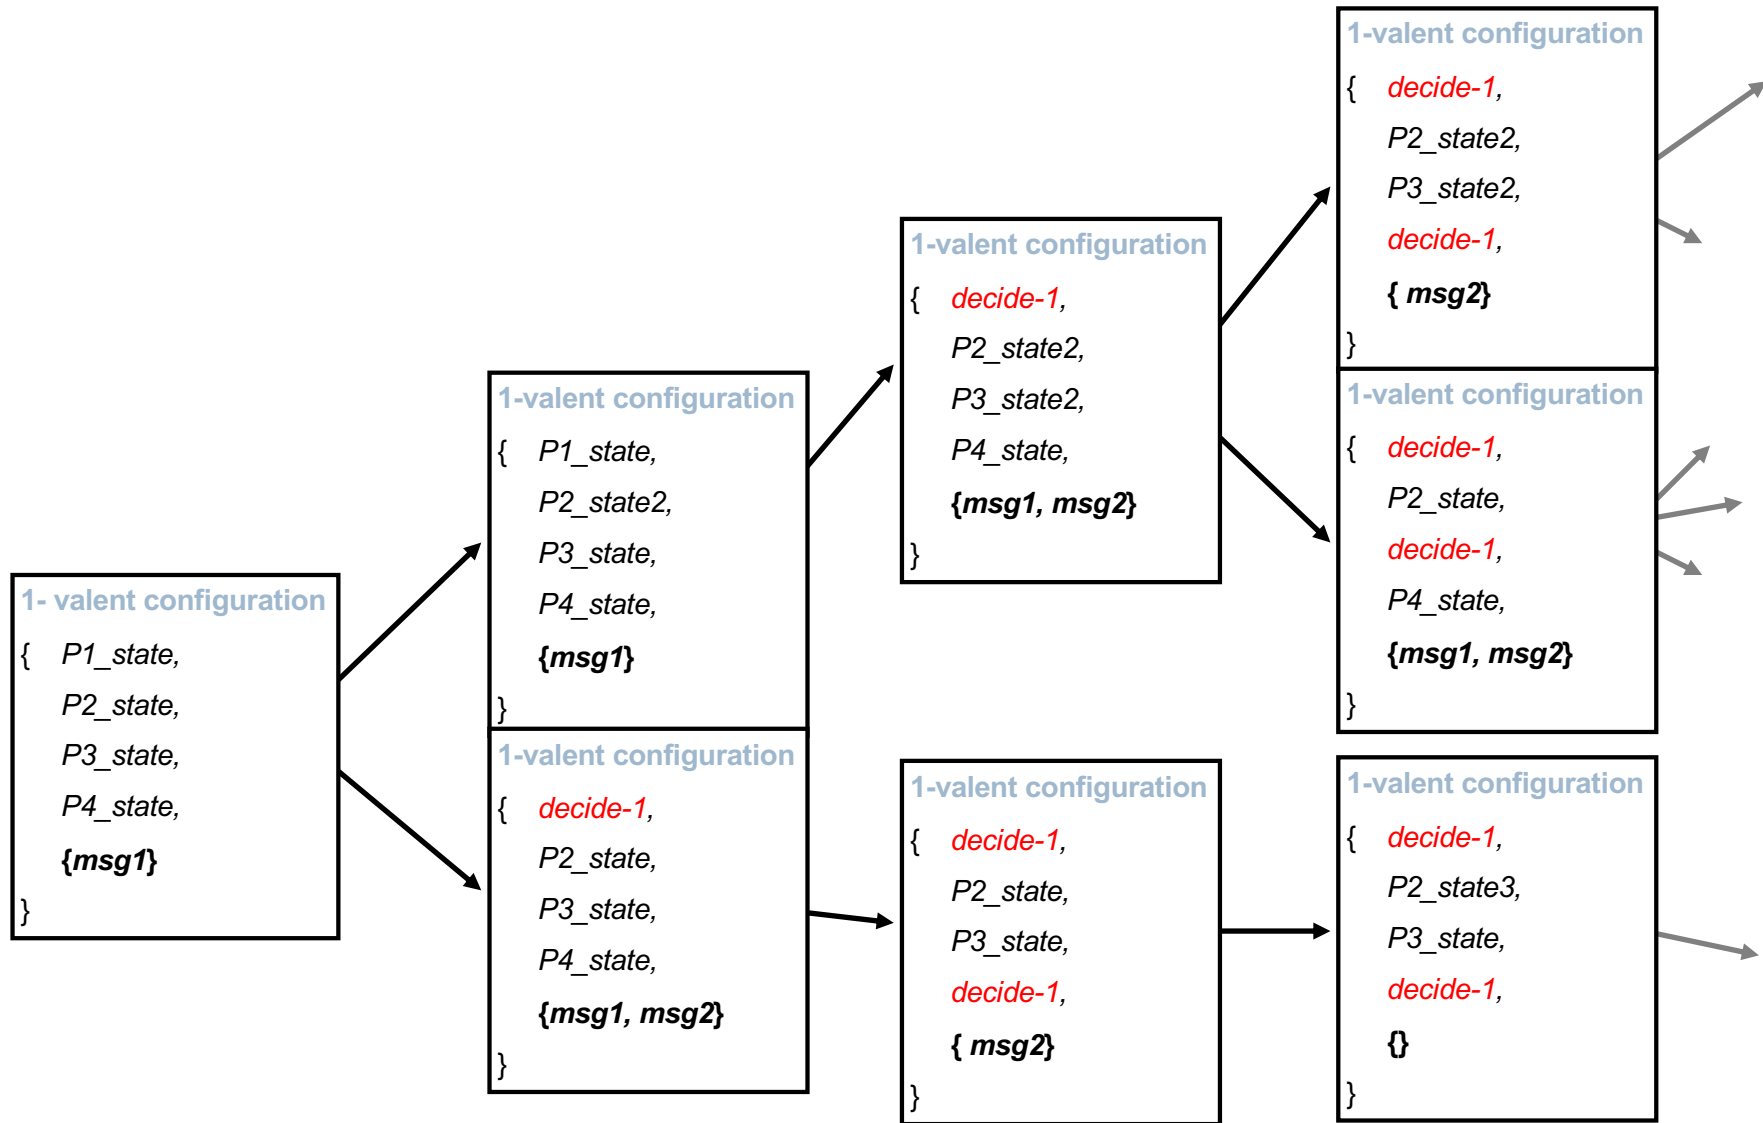 1- valent configuration
{ P1_state,
P2_state,
P3_state,
P4_state,
{msg1}
}
1-valent configuration
{ P1_state,
P2_state2,
P3_state,
P4_state,
{msg1}
}
1-valent configuration
{ decide-1,
P2_state,
P3_state,
P4_state,
{msg1, msg2}
}
1-valent configuration
{ decide-1,
P2_state2,
P3_state2,
P4_state,
{msg1, msg2}
}
1-valent configuration
{ decide-1,
P2_state,
P3_state,
decide-1,
{ msg2}
}
1-valent configuration
{ decide-1,
P2_state2,
P3_state2,
decide-1,
{ msg2}
}
1-valent configuration
{ decide-1,
P2_state,
decide-1,
P4_state,
{msg1, msg2}
}
1-valent configuration
{ decide-1,
P2_state3,
P3_state,
decide-1,
{}
}